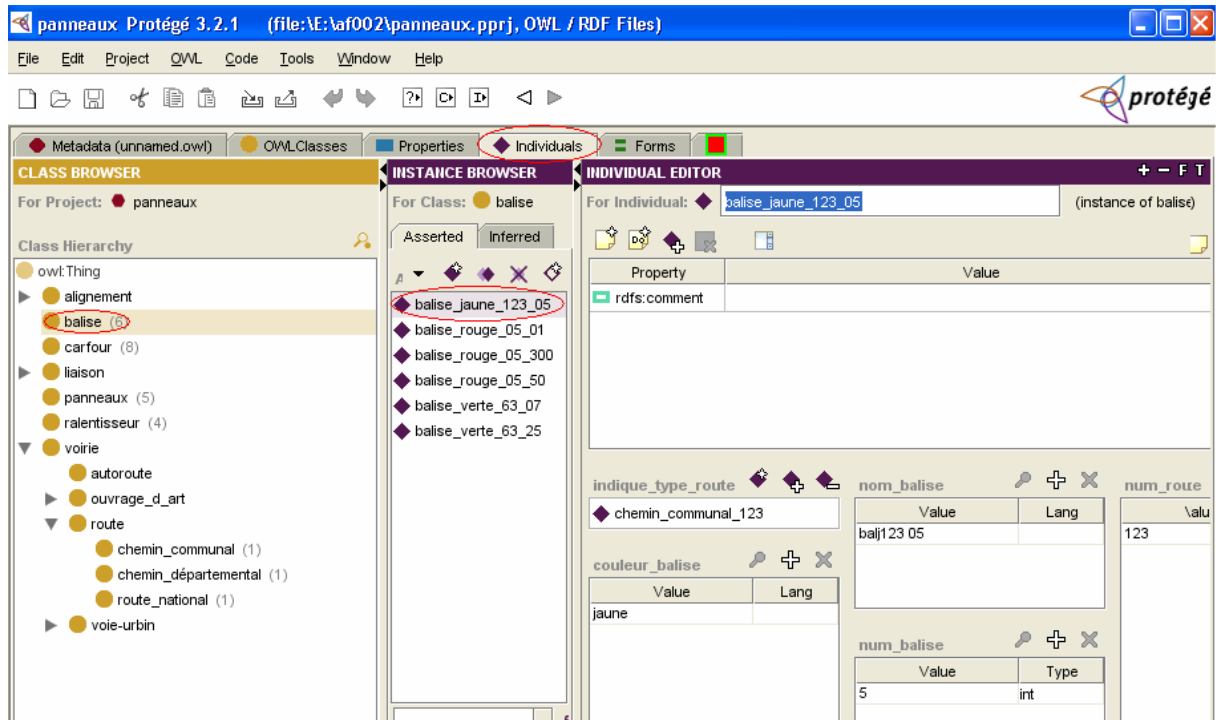 panneaux Protégé 3.2.1 (file:\E:\af002\panneaux.pprj, OWL / RDF Files)
File Edit Project OWL Code Tools Window Help
protégé
Metadata (unnamed.owl) OWLClasses Properties Individuals Forms
CLASS BROWSER
For Project: panneaux
Class Hierarchy
owl:Thing
alignement
balise (6)
carfour (8)
liaison
panneaux (5)
ralentisseur (4)
voirie
autoroute
ouvrage_d_art
route
chemin_communal (1)
chemin_départemental (1)
route_national (1)
voie-urbin
INSTANCE BROWSER
For Class: balise
Asserted Inferred
balise_jaune_123_05
balise_rouge_05_01
balise_rouge_05_300
balise_rouge_05_50
balise_verte_63_07
balise_verte_63_25
INDIVIDUAL EDITOR + − F T
For Individual: balise_jaune_123_05 (instance of balise)
Property Value
rdfs:comment
indique_type_route
chemin_communal_123
couleur_balise
Value Lang
jaune
nom_balise
Value Lang
balj123 05
num_balise
Value Type
5 int
num_route
Valu
123